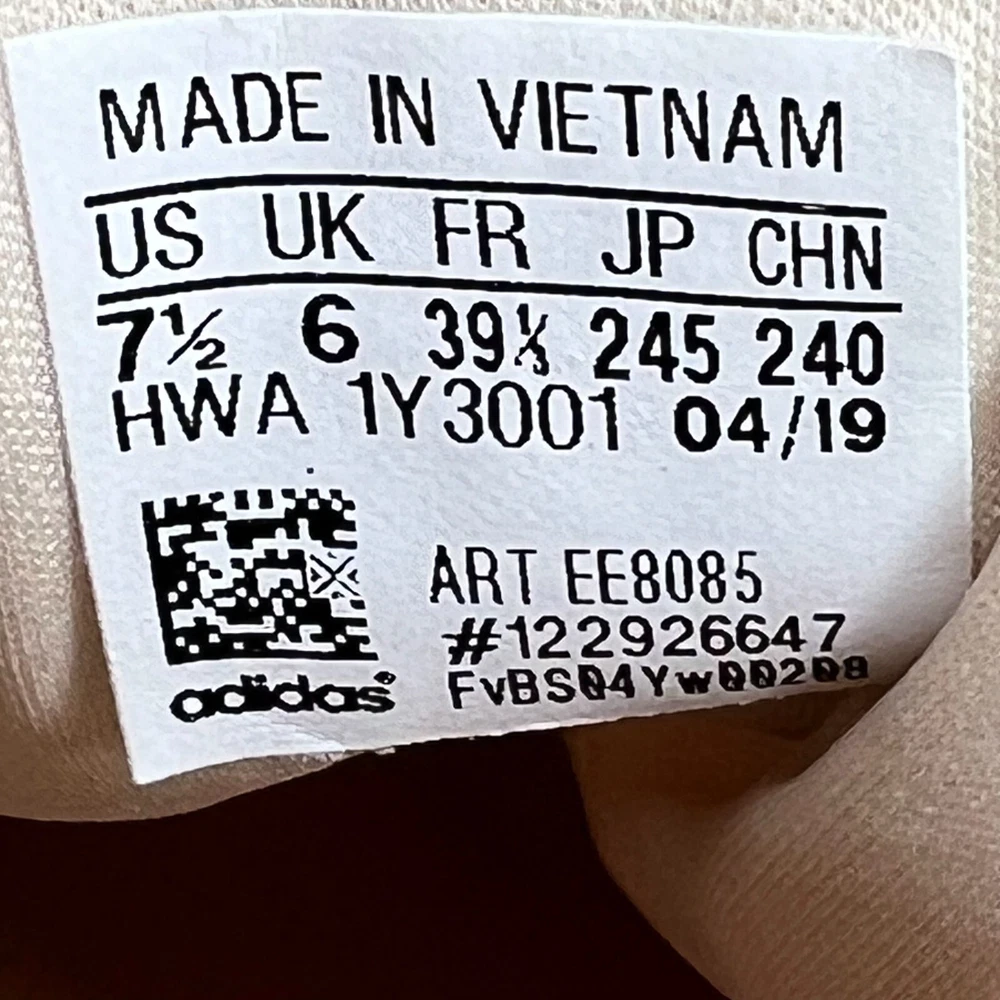 MADE IN VIETNAM
US UK FR JP CHN
7½ 6 39⅓ 245 240
HWA 1Y3001 04/19
ART EE8085
#122926647
FvBS04Yw00208
adidas